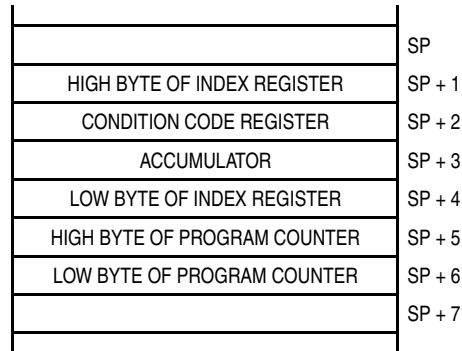 SP
HIGH BYTE OF INDEX REGISTER SP + 1
CONDITION CODE REGISTER SP + 2
ACCUMULATOR SP + 3
LOW BYTE OF INDEX REGISTER SP + 4
HIGH BYTE OF PROGRAM COUNTER SP + 5
LOW BYTE OF PROGRAM COUNTER SP + 6
SP + 7